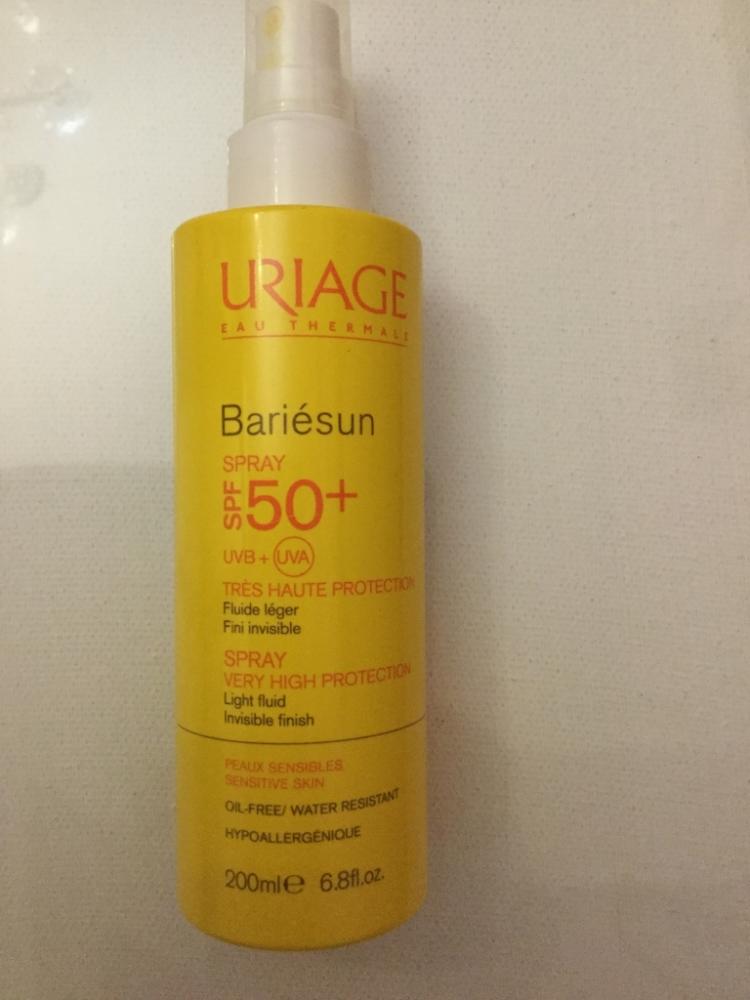 URIAGE
EAU THERMALE
Bariésun
SPRAY
SPF 50+
UVB + UVA
TRÈS HAUTE PROTECTION
Fluide léger
Fini invisible
SPRAY
VERY HIGH PROTECTION
Light fluid
Invisible finish
PEAUX SENSIBLES
SENSITIVE SKIN
OIL-FREE/ WATER RESISTANT
HYPOALLERGÉNIQUE
200ml℮ 6.8fl.oz.